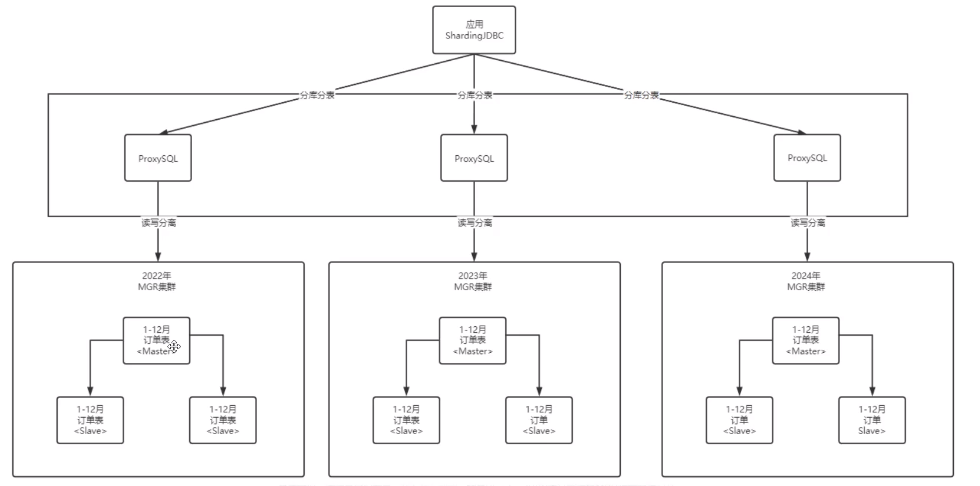 应用
ShardingJDBC
分库分表
分库分表
分库分表
ProxySQL
ProxySQL
ProxySQL
读写分离
读写分离
读写分离
2022年
MGR集群
1-12月
订单表
<Master>
1-12月
订单表
<Slave>
1-12月
订单表
<Slave>
2023年
MGR集群
1-12月
订单表
<Master>
1-12月
订单表
<Slave>
1-12月
订单
<Slave>
2024年
MGR集群
1-12月
订单表
<Master>
1-12月
订单
<Slave>
1-12月
订单
Slave>